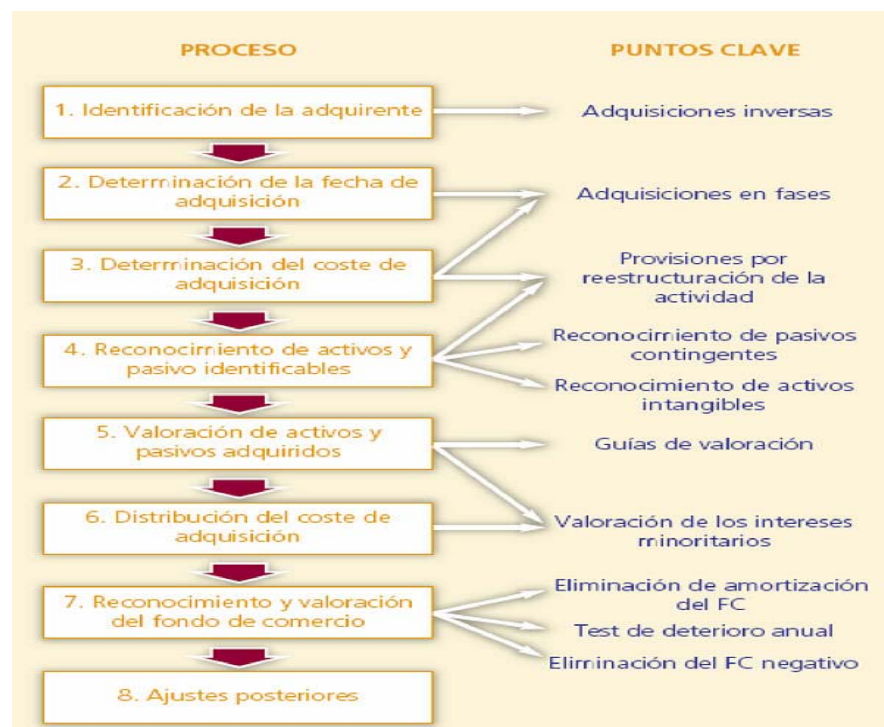 PROCESO
PUNTOS CLAVE
1. Identificación de la adquirente
Adquisiciones inversas
2. Determinación de la fecha de
adquisición
Adquisiciones en fases
3. Determinación del coste de
adquisición
Provisiones por
reestructuración de la
actividad
4. Reconocimiento de activos y
pasivo identificables
Reconocimiento de pasivos
contingentes
Reconocimiento de activos
intangibles
5. Valoración de activos y
pasivos adquiridos
Guías de valoración
6. Distribución del coste de
adquisición
Valoración de los intereses
minoritarios
7. Reconocimiento y valoración
del fondo de comercio
Eliminación de amortización
del FC
Test de deterioro anual
Eliminación del FC negativo
8. Ajustes posteriores